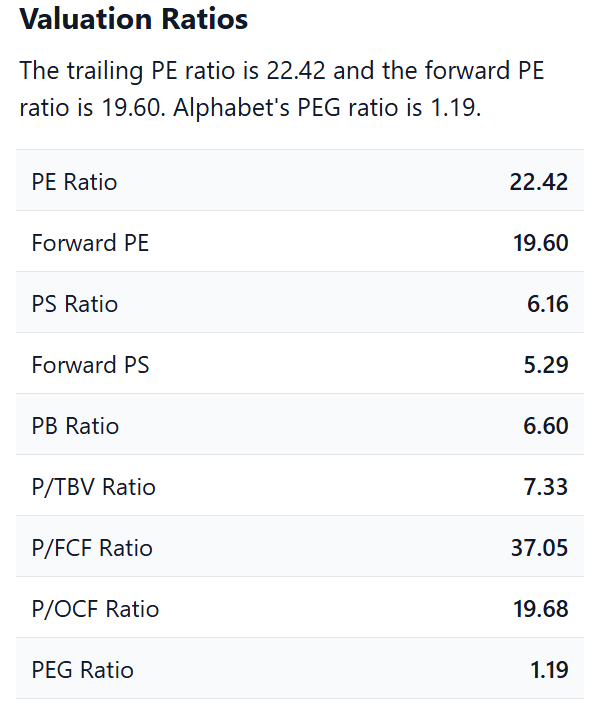 Valuation Ratios
The trailing PE ratio is 22.42 and the forward PE
ratio is 19.60. Alphabet's PEG ratio is 1.19.
PE Ratio 22.42
Forward PE 19.60
PS Ratio 6.16
Forward PS 5.29
PB Ratio 6.60
P/TBV Ratio 7.33
P/FCF Ratio 37.05
P/OCF Ratio 19.68
PEG Ratio 1.19